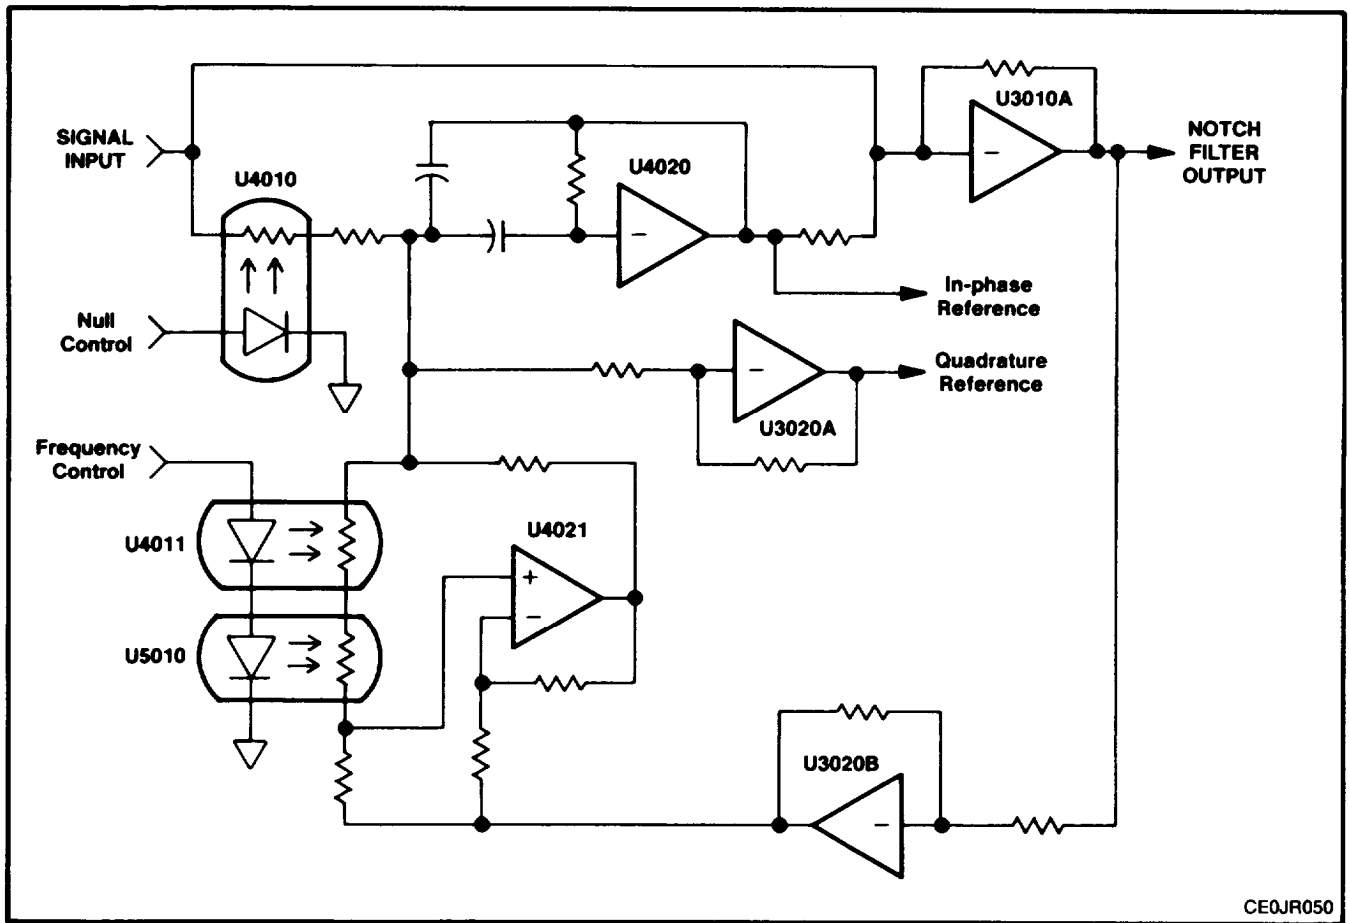 SIGNAL
INPUT
U4010
U4020
U3010A
NOTCH
FILTER
OUTPUT
−
−
In-phase
Reference
Null
Control
−
Quadrature
Reference
U3020A
Frequency
Control
U4011
U4021
+
−
U5010
U3020B
−
CE0JR050